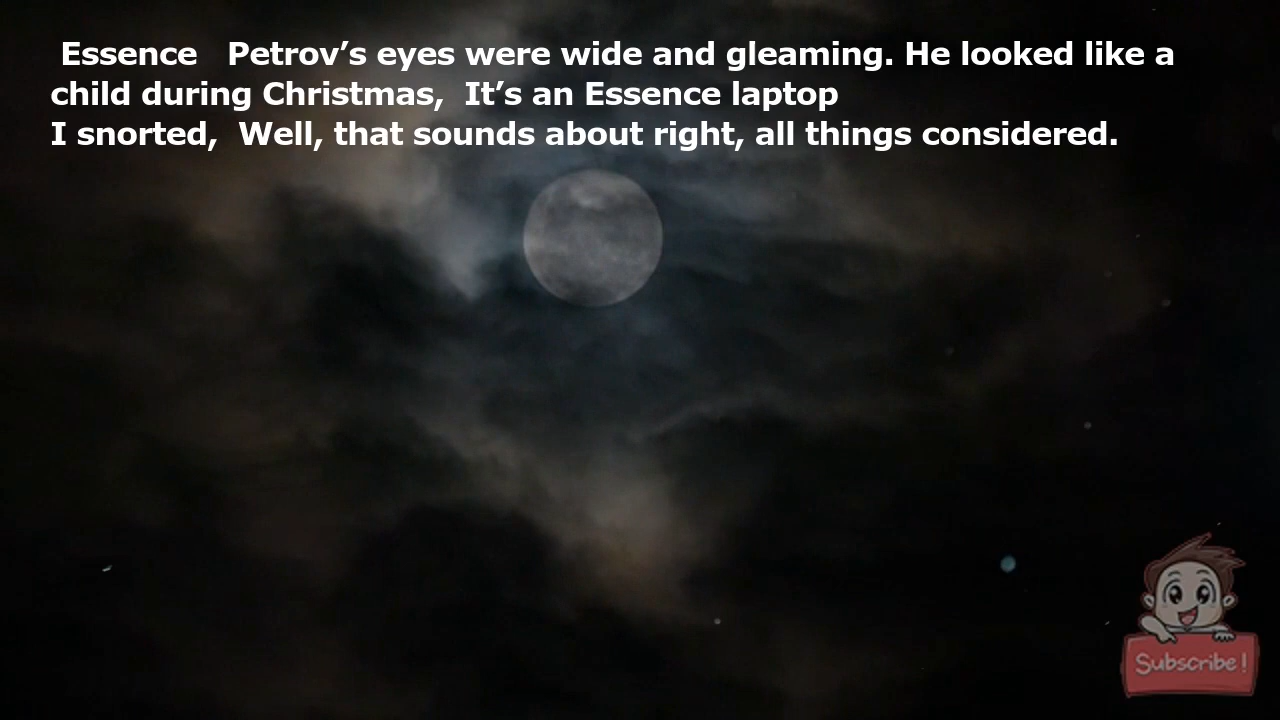 Essence   Petrov’s eyes were wide and gleaming. He looked like a
child during Christmas,  It’s an Essence laptop
I snorted,  Well, that sounds about right, all things considered.
Subscribe!